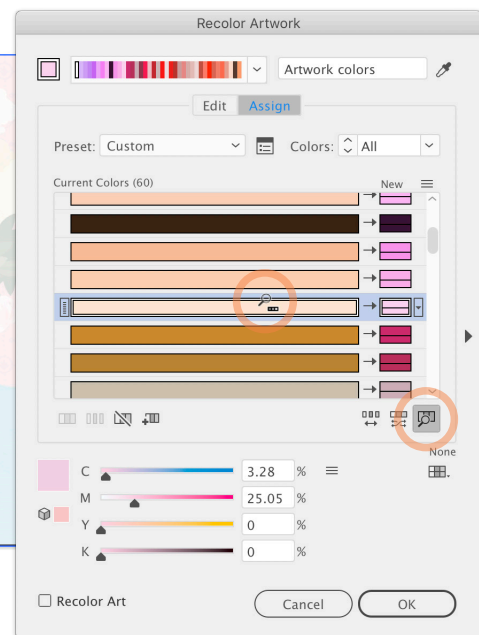 Recolor Artwork
Artwork colors
Edit Assign
Preset: Custom Colors: All
Current Colors (60) New
None
C 3.28 %
M 25.05 %
Y 0 %
K 0 %
Recolor Art Cancel OK